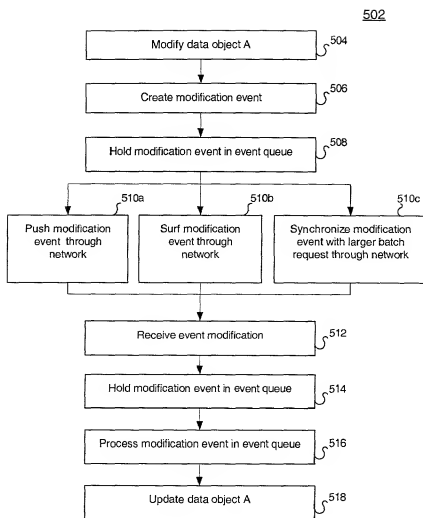 502
Modify data object A
504
Create modification event
506
Hold modification event in event queue
508
510a
510b
510c
Push modification
event through
network
Surf modification
event through
network
Synchronize modification
event with larger batch
request through network
Receive event modification
512
Hold modification event in event queue
514
Process modification event in event queue
516
Update data object A
518